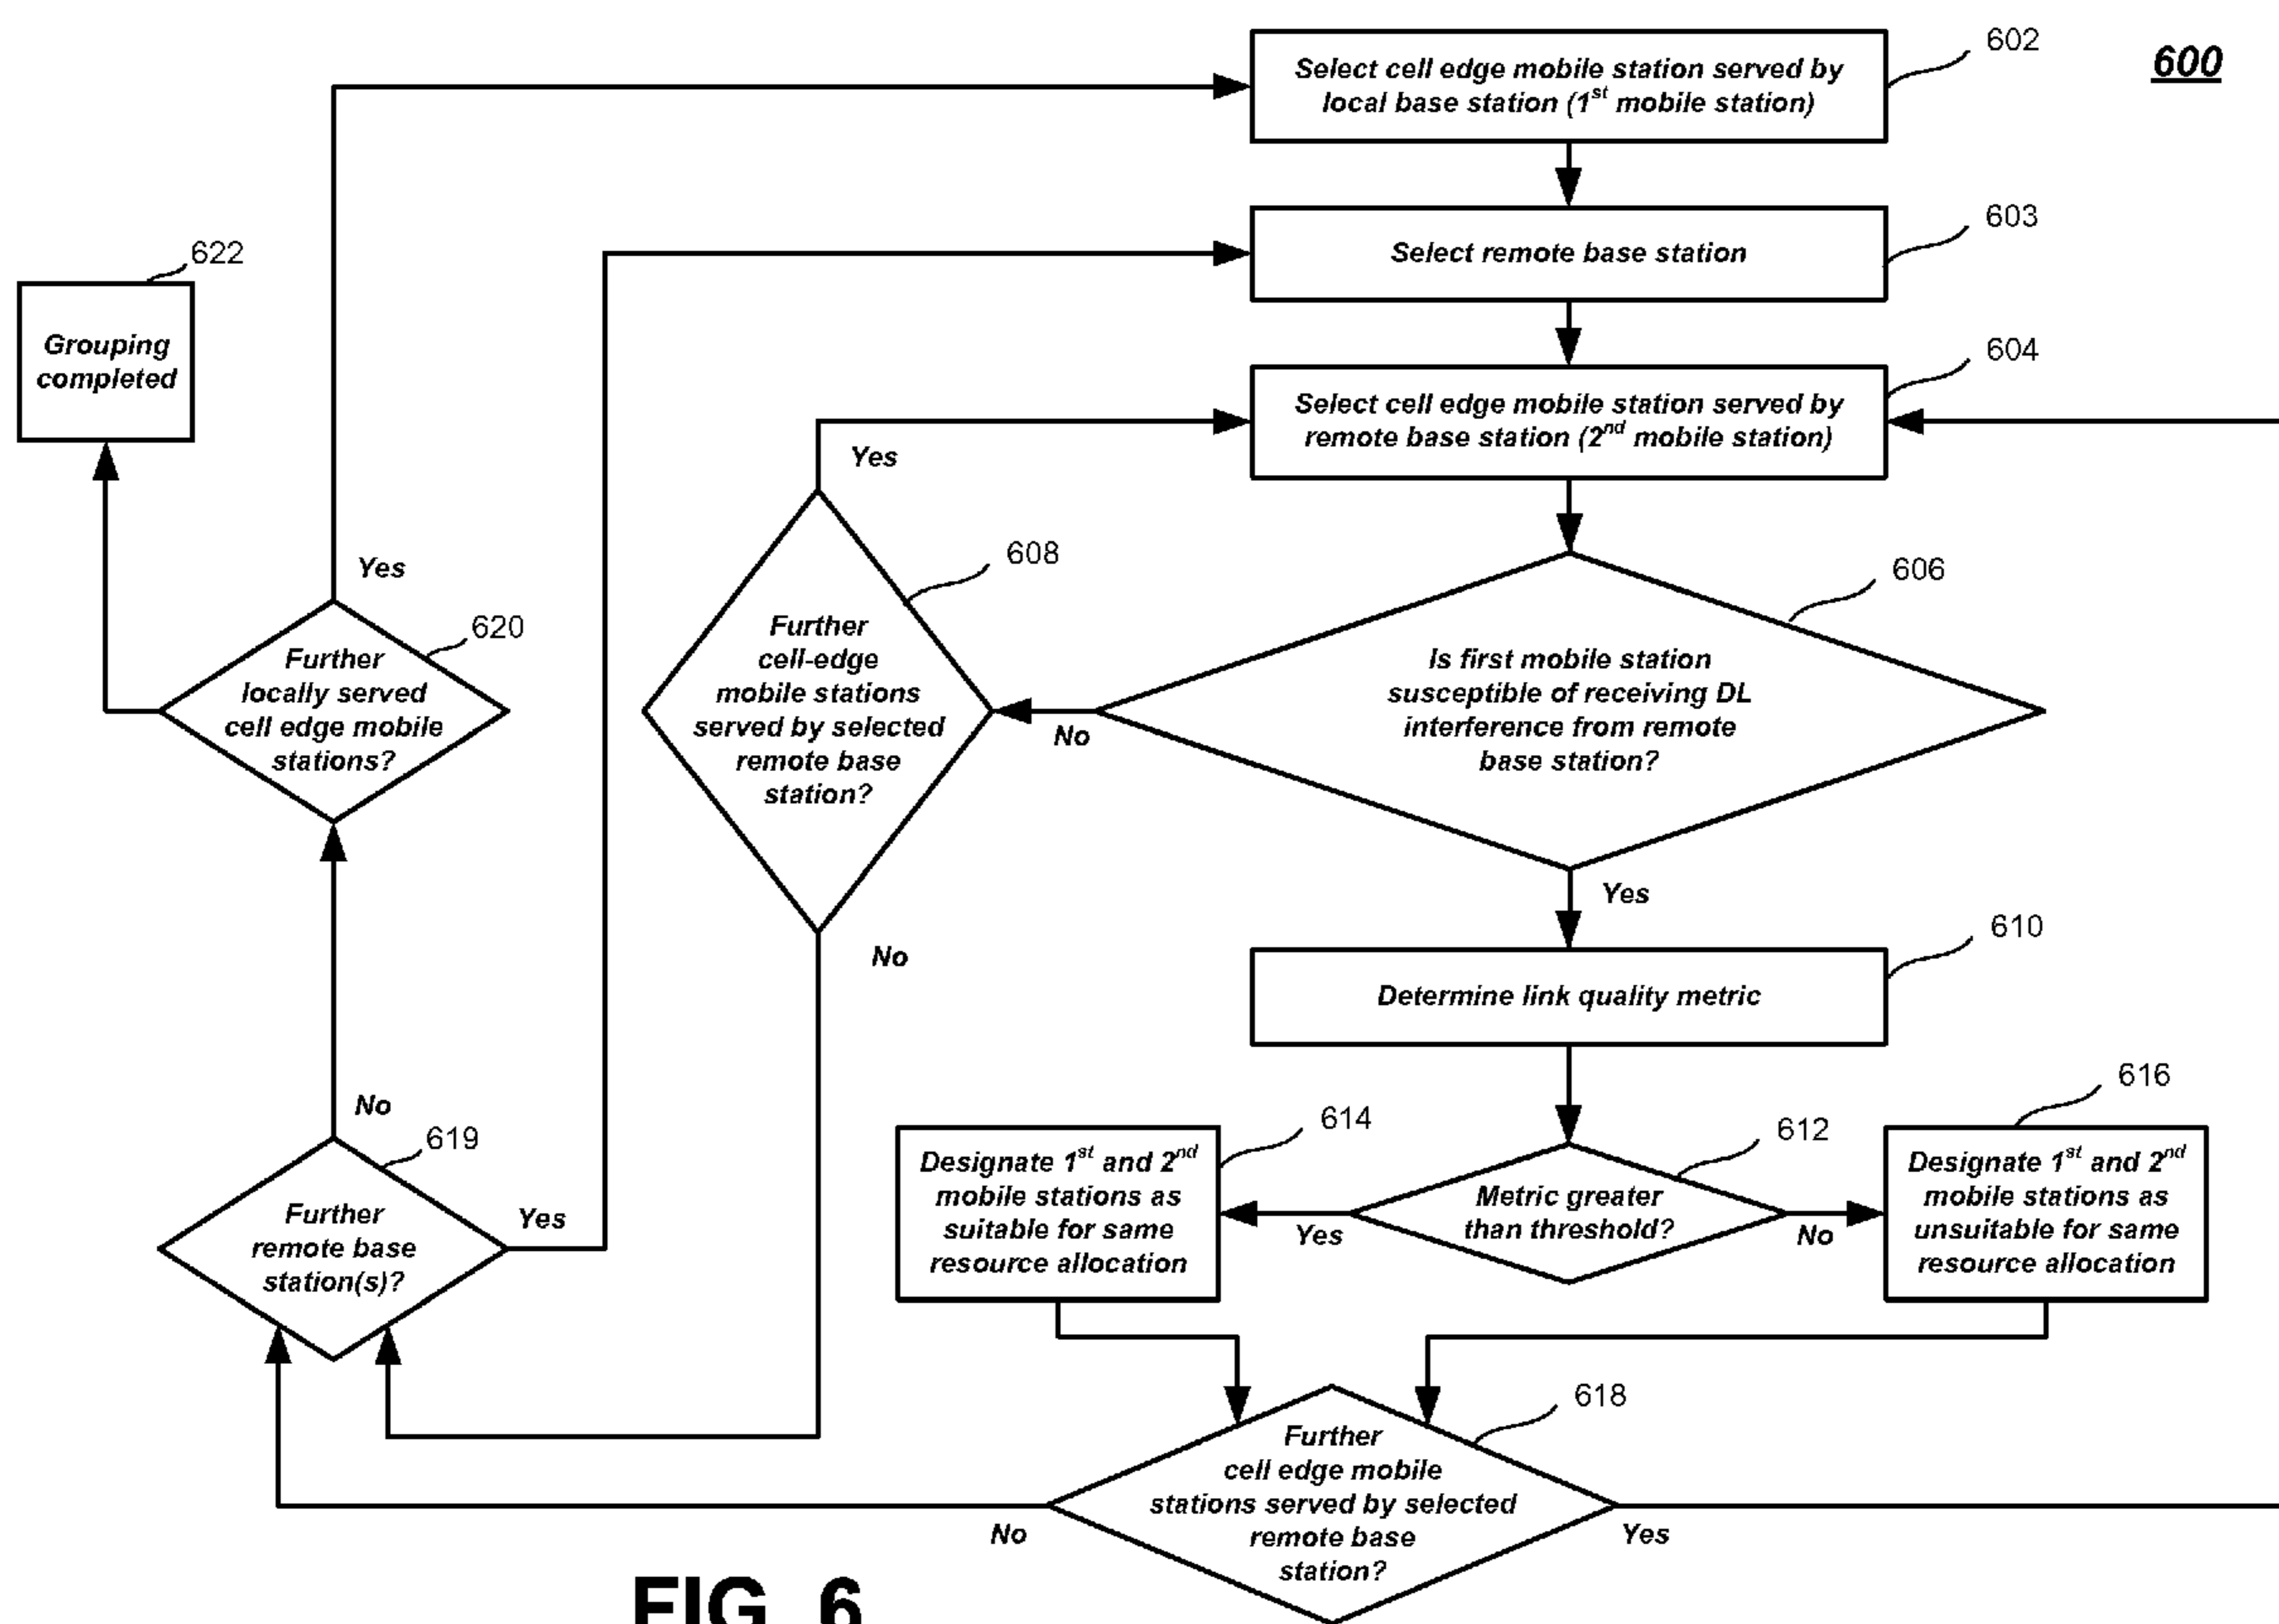 602
600
Select cell edge mobile station served by
local base station (1st mobile station)
603
Select remote base station
622
Grouping
completed
604
Select cell edge mobile station served by
remote base station (2nd mobile station)
Yes
608
606
Yes
620
Further
cell-edge
mobile stations
served by selected
remote base
station?
Is first mobile station
susceptible of receiving DL
interference from remote
base station?
Further
locally served
cell edge mobile
stations?
No
Yes
No
610
Determine link quality metric
No
619
614
612
616
Designate 1st and 2nd
mobile stations as
suitable for same
resource allocation
Metric greater
than threshold?
Designate 1st and 2nd
mobile stations as
unsuitable for same
resource allocation
Further
remote base
station(s)?
Yes
Yes
No
618
Further
cell edge mobile
stations served by selected
remote base
station?
No
Yes
FIG. 6